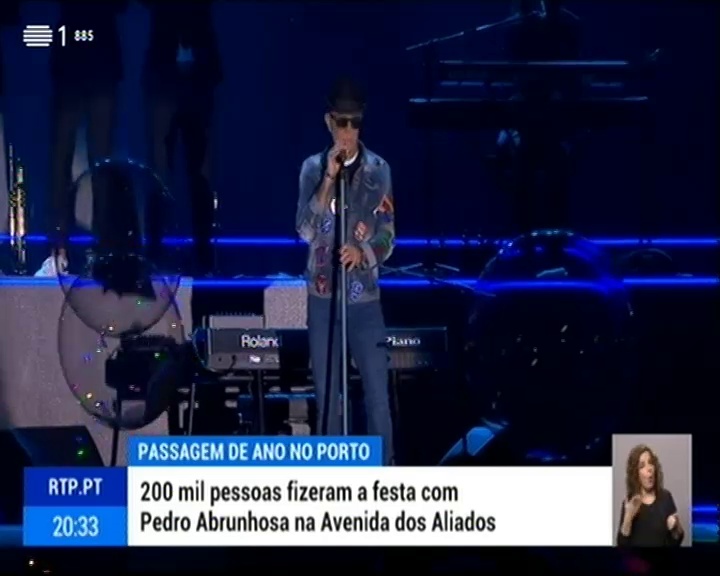 1 885
Roland
Piano
PASSAGEM DE ANO NO PORTO
RTP.PT
200 mil pessoas fizeram a festa com
20:33
Pedro Abrunhosa na Avenida dos Aliados